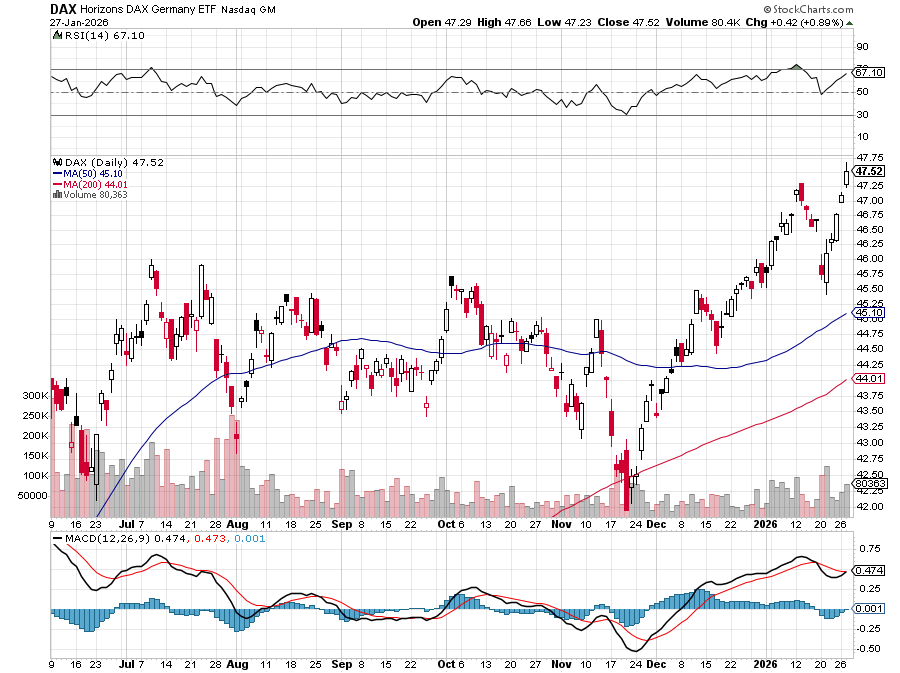 DAX Horizons DAX Germany ETF Nasdaq GM
© StockCharts.com
27-Jan-2026
Open 47.29 High 47.66 Low 47.23 Close 47.52 Volume 80.4K Chg +0.42 (+0.89%)
RSI(14) 67.10
90
70
67.10
50
30
10
DAX (Daily) 47.52
MA(50) 45.10
MA(200) 44.01
Volume 80,363
47.75
47.52
47.25
47.00
46.75
46.50
46.25
46.00
45.75
45.50
45.25
45.10
45.00
44.75
44.50
44.25
44.01
43.75
43.50
43.25
43.00
42.75
42.50
80363
42.25
42.00
300K
250K
200K
150K
100K
50000
9 16 23 Jul 7 14 21 28 Aug 11 18 25 Sep 8 15 22 Oct 6 13 20 27 Nov 10 17 24 Dec 8 15 22 2026 12 20 26
MACD(12,26,9) 0.474, 0.473, 0.001
0.75
0.474
0.25
0.001
-0.25
-0.50
9 16 23 Jul 7 14 21 28 Aug 11 18 25 Sep 8 15 22 Oct 6 13 20 27 Nov 10 17 24 Dec 8 15 22 2026 12 20 26